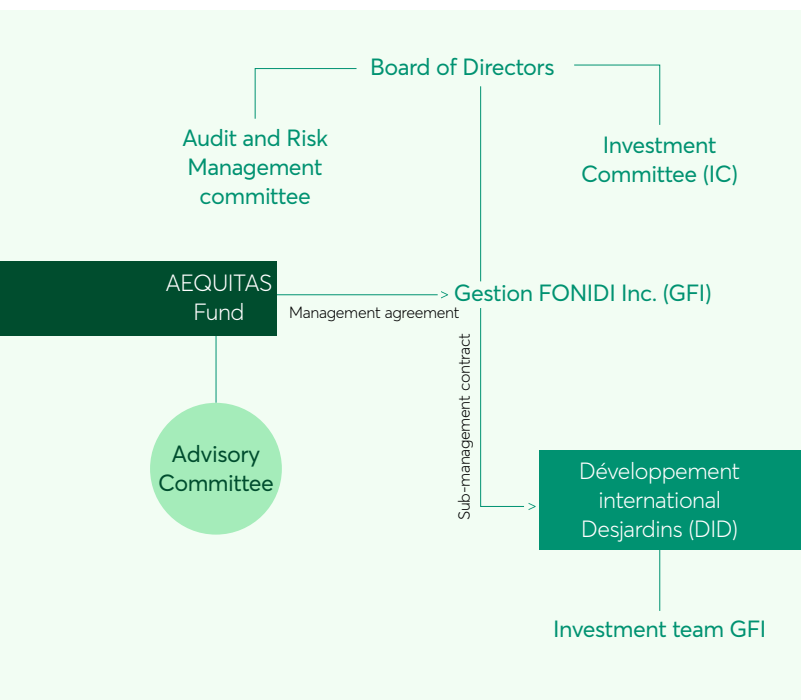 Board of Directors
Audit and Risk
Management
committee
Investment
Committee (IC)
AEQUITAS
Fund
Management agreement
> Gestion FONIDI Inc. (GFI)
Sub-management contract
Advisory
Committee
>
Développement
international
Desjardins (DID)
Investment team GFI